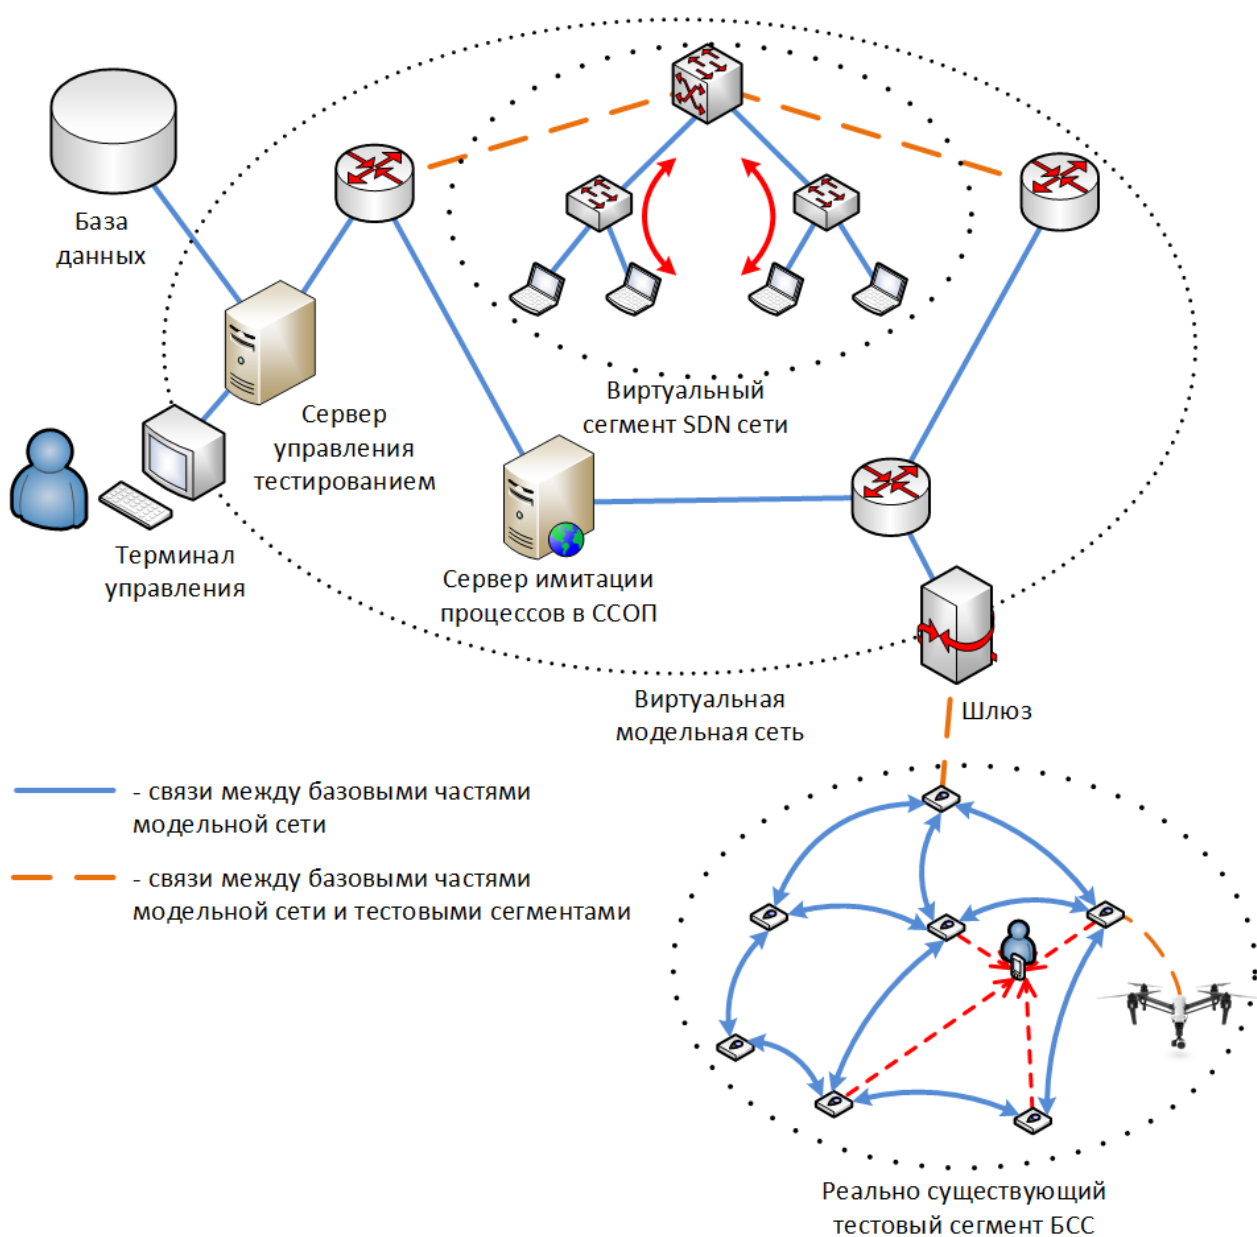 База
данных
Сервер
управления
тестированием
Виртуальный
сегмент SDN сети
Терминал
управления
Сервер имитации
процессов в ССОП
Виртуальная
модельная сеть
Шлюз
- связи между базовыми частями
модельной сети
- связи между базовыми частями
модельной сети и тестовыми сегментами
Реально существующий
тестовый сегмент БСС